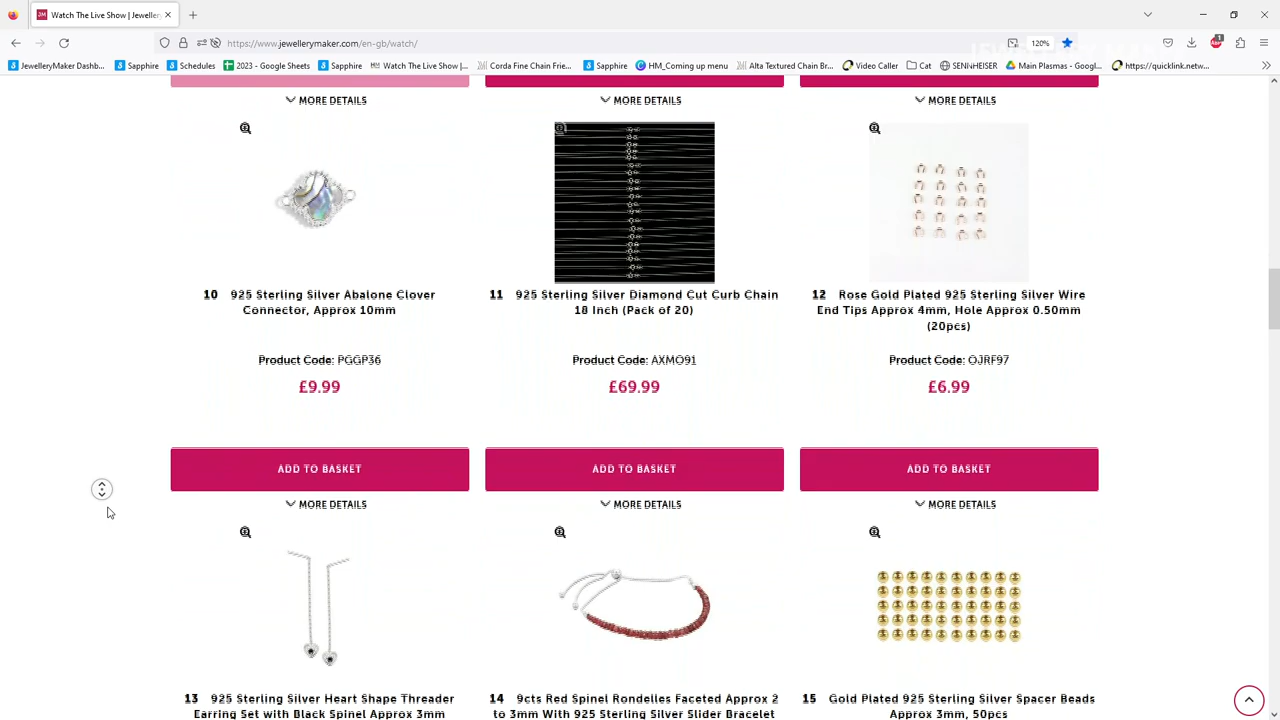 Watch The Live Show | Jeweller
https://www.jewellerymaker.com/en-gb/watch/
120%
1
JewelleryMaker Dashb... Sapphire Schedules 2023 - Google Sheets Sapphire Watch The Live Show |... Corda Fine Chain Frie... Sapphire HM_Coming up menu Alta Textured Chain Br... Video Caller Cat SENNHEISER Main Plasmas - Googl... https://quicklink.netw...
MORE DETAILS MORE DETAILS MORE DETAILS
10 925 Sterling Silver Abalone Clover
Connector, Approx 10mm
Product Code: PGGP36
£9.99
ADD TO BASKET
MORE DETAILS
11 925 Sterling Silver Diamond Cut Curb Chain
18 Inch (Pack of 20)
Product Code: AXMO91
£69.99
ADD TO BASKET
MORE DETAILS
12 Rose Gold Plated 925 Sterling Silver Wire
End Tips Approx 4mm, Hole Approx 0.50mm
(20pcs)
Product Code: OJRF97
£6.99
ADD TO BASKET
MORE DETAILS
13 925 Sterling Silver Heart Shape Threader
Earring Set with Black Spinel Approx 3mm
14 9cts Red Spinel Rondelles Faceted Approx 2
to 3mm With 925 Sterling Silver Slider Bracelet
15 Gold Plated 925 Sterling Silver Spacer Beads
Approx 3mm, 50pcs